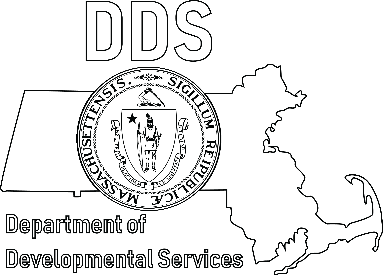 DDS
SIGILLUM REIPUBLICÆ MASSACHUSETTENSIS.
Department of
Developmental Services